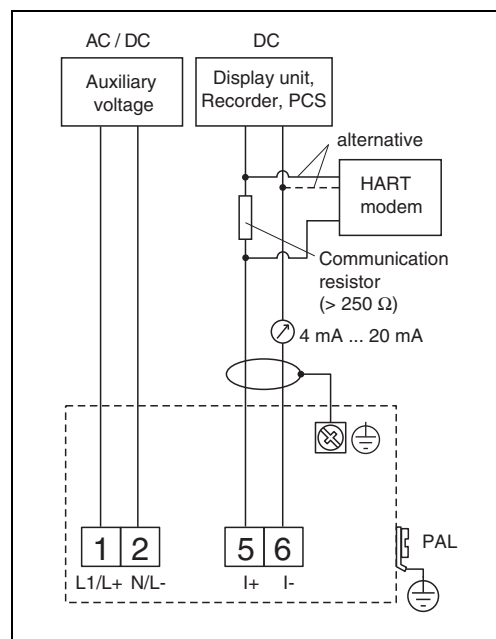 AC / DC
DC
Auxiliary
voltage
Display unit,
Recorder, PCS
alternative
HART
modem
Communication
resistor
(> 250 Ω)
4 mA ... 20 mA
1 2 5 6
L1/L+ N/L- I+ I-
PAL